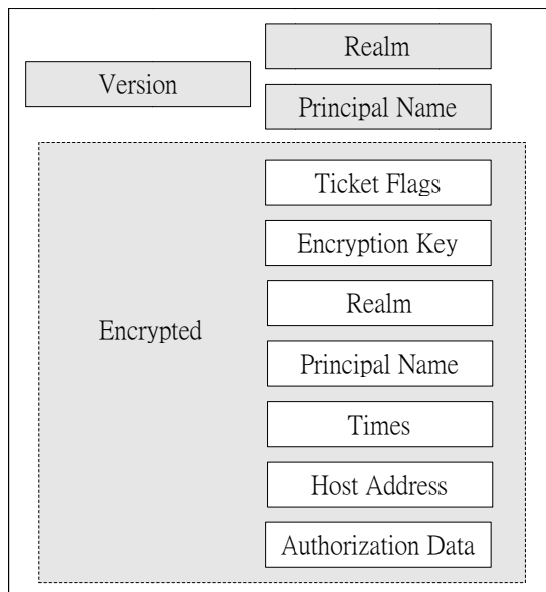 Realm
Version
Principal Name
Ticket Flags
Encryption Key
Realm
Encrypted
Principal Name
Times
Host Address
Authorization Data